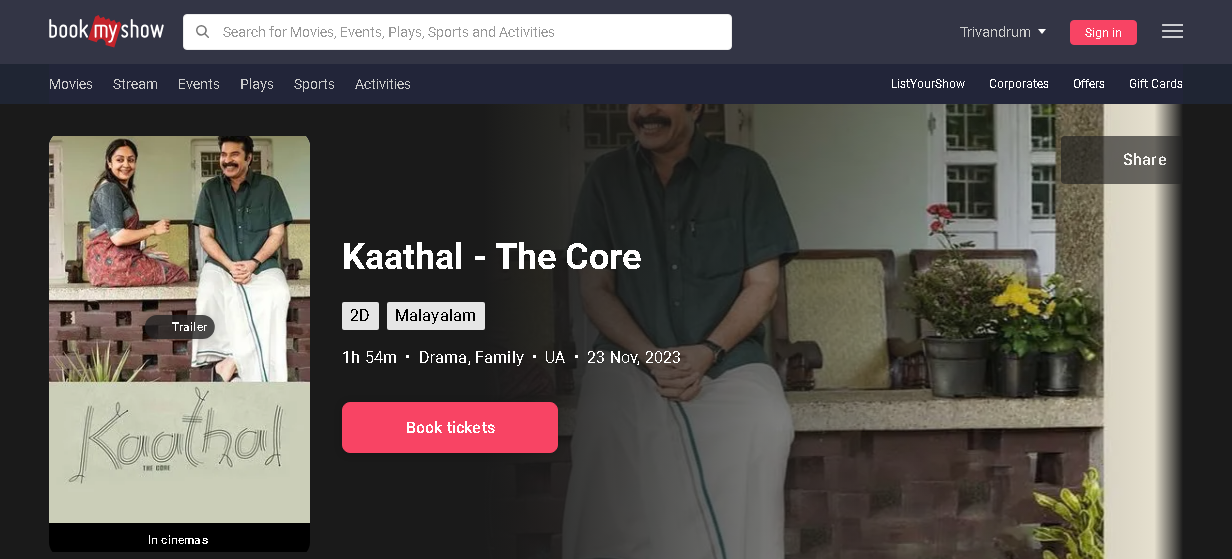 book my show
Search for Movies, Events, Plays, Sports and Activities
Trivandrum
Sign in
Movies Stream Events Plays Sports Activities
ListYourShow Corporates Offers Gift Cards
Share
Kaathal - The Core
2D Malayalam
Trailer
1h 54m • Drama, Family • UA • 23 Nov, 2023
Book tickets
Kaathal
THE CORE
In cinemas